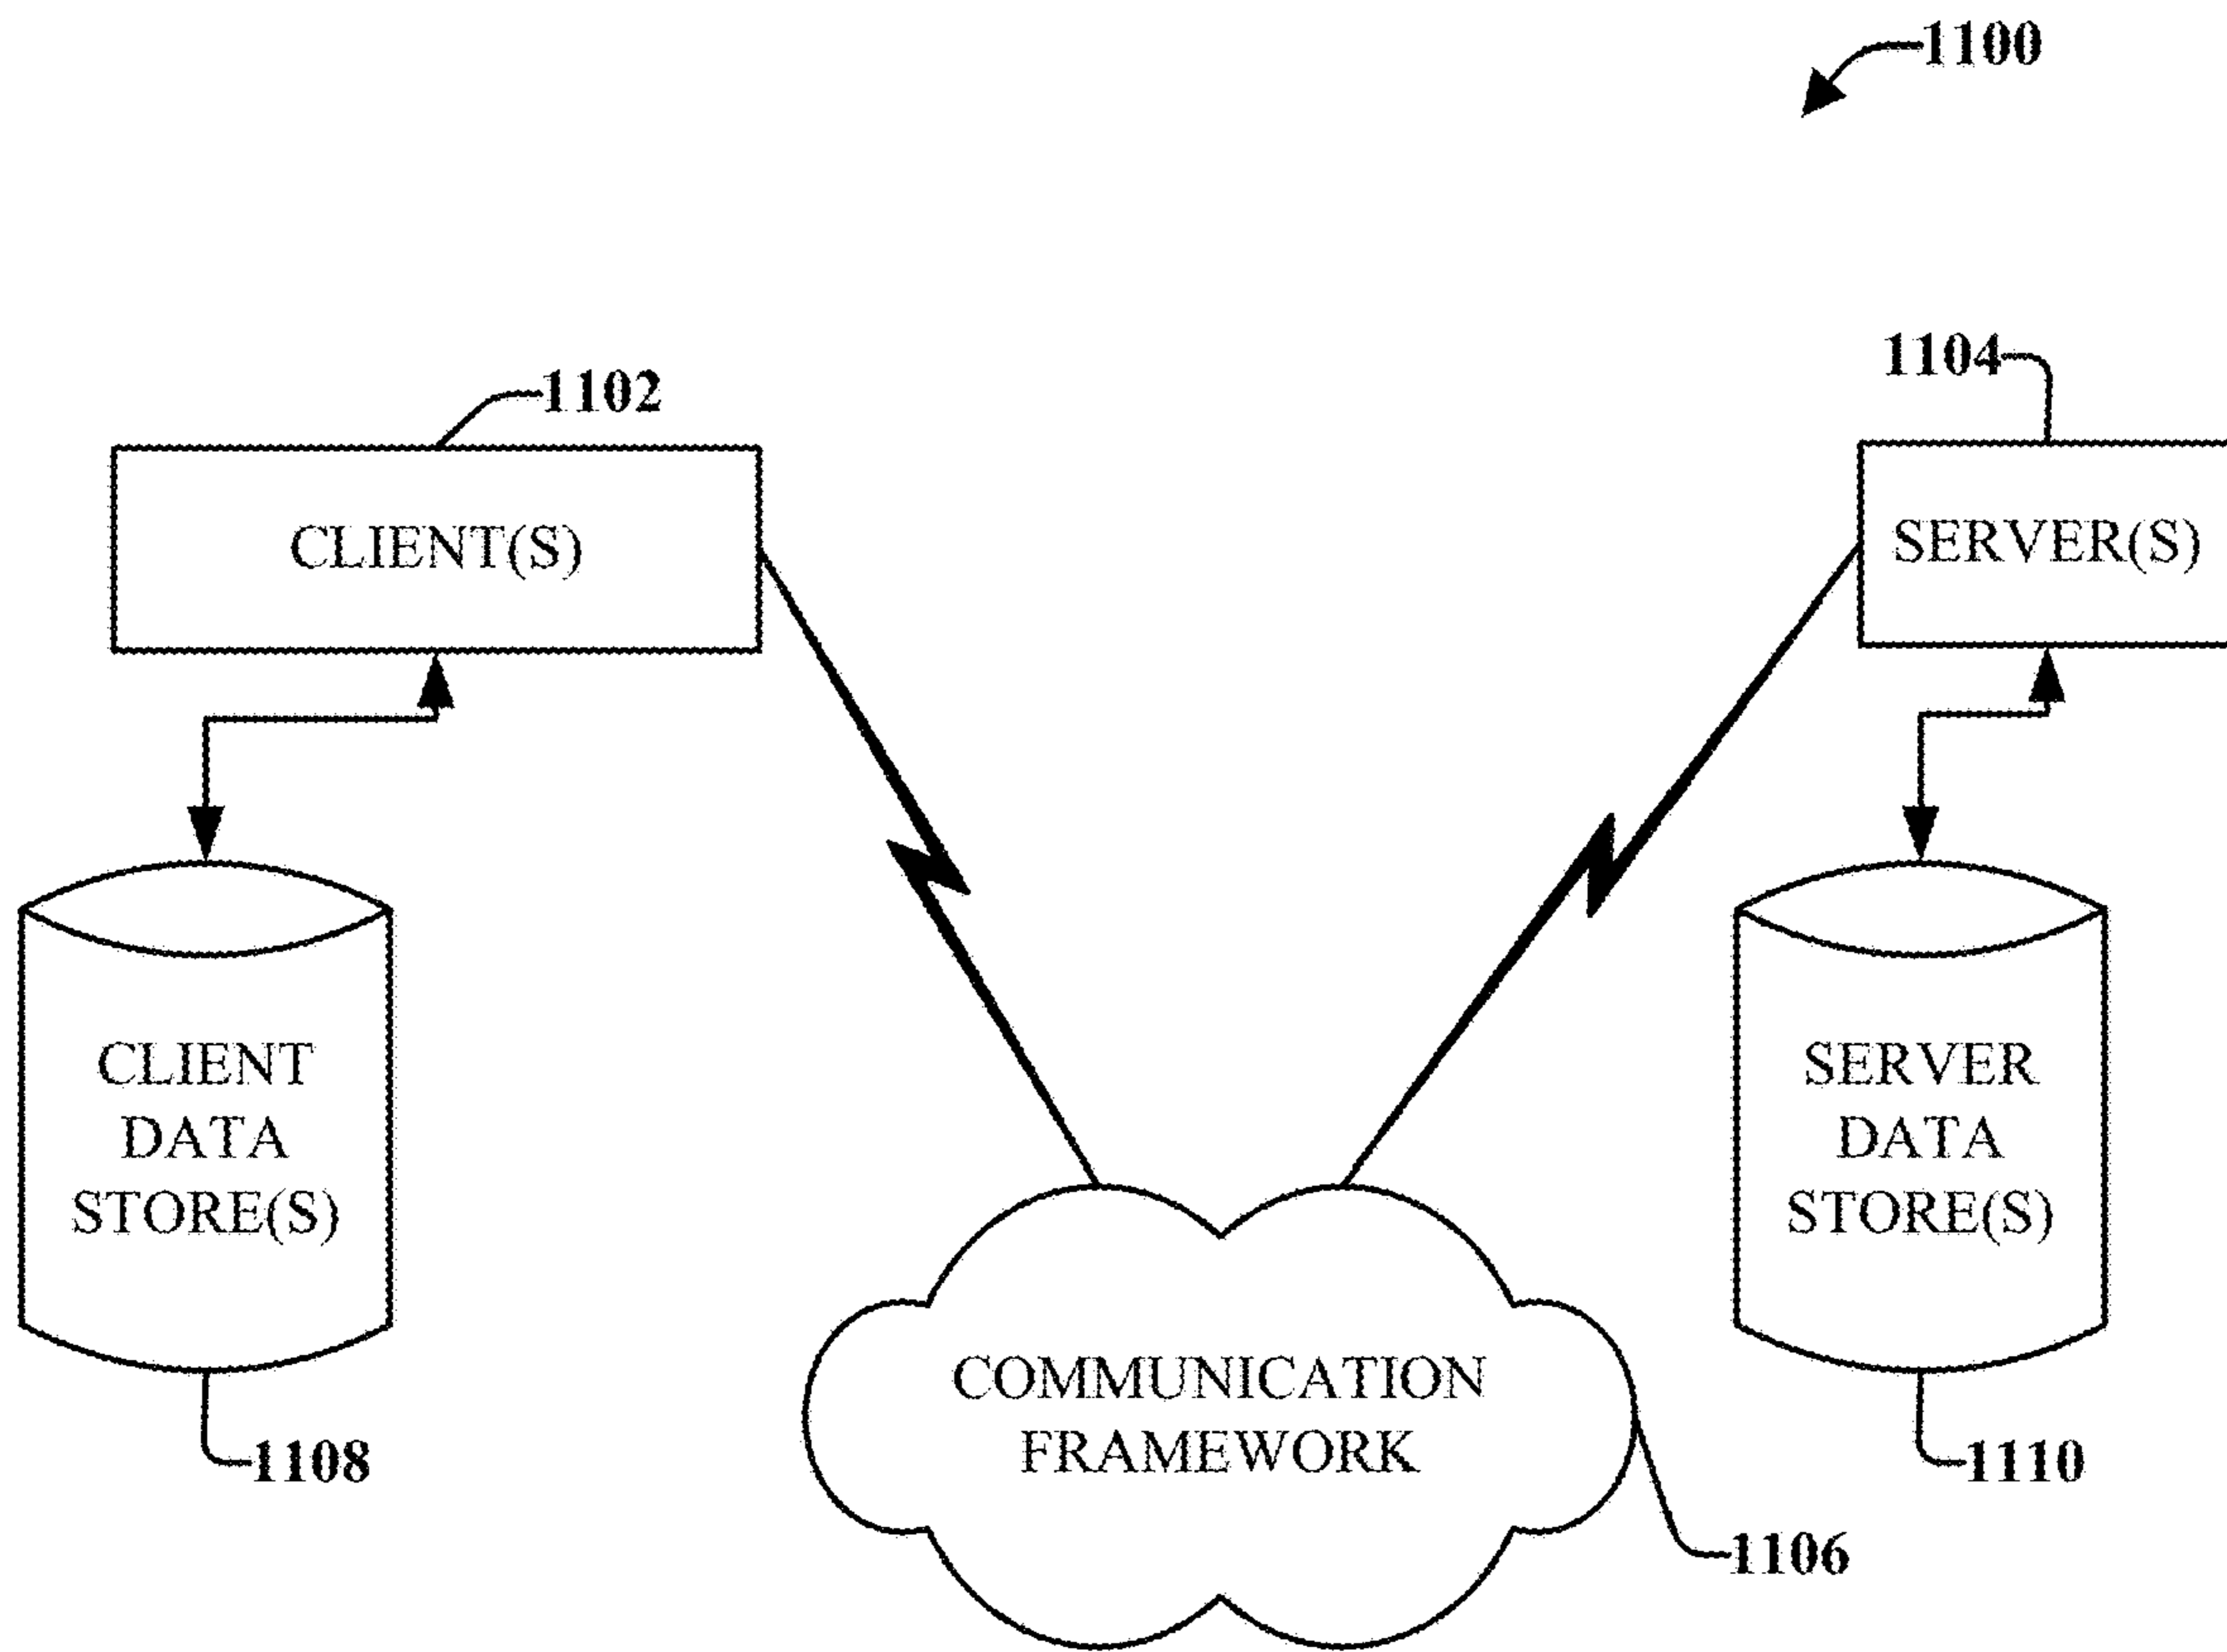 1100
1102
1104
CLIENT(S)
SERVER(S)
CLIENT
DATA
STORE(S)
SERVER
DATA
STORE(S)
COMMUNICATION
FRAMEWORK
1108
1110
1106